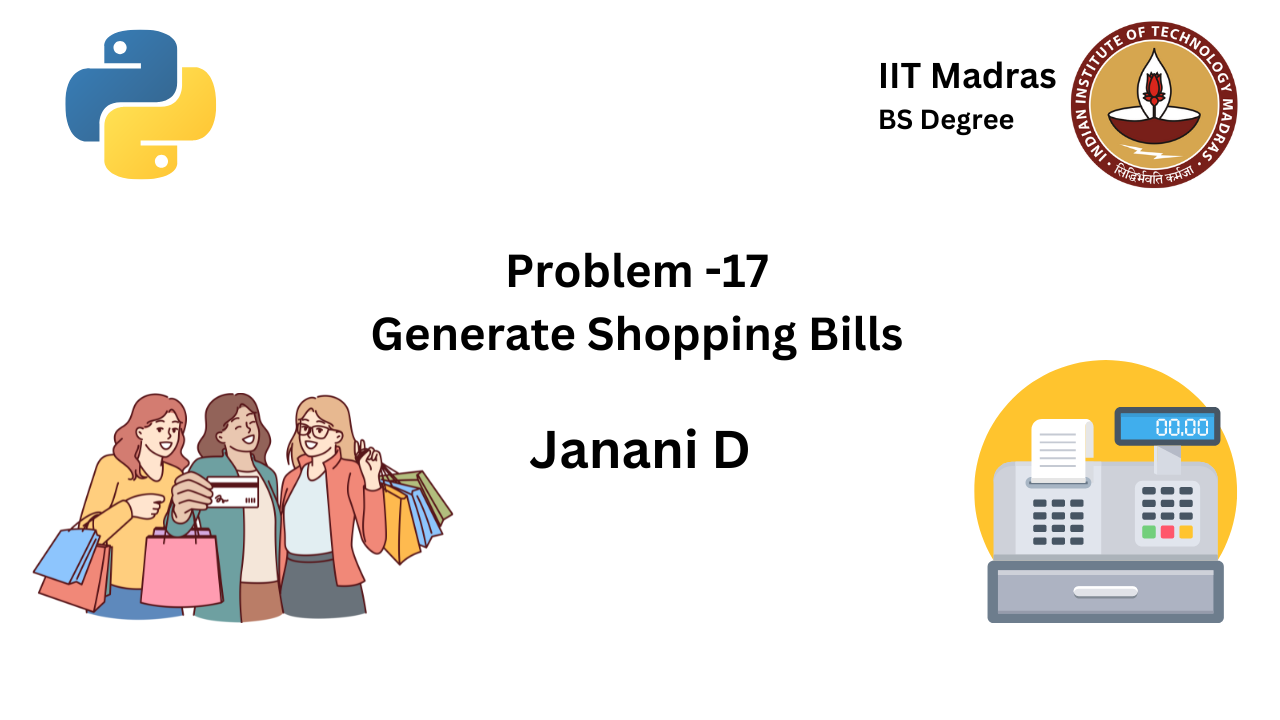 IIT Madras
BS Degree
INDIAN INSTITUTE OF TECHNOLOGY MADRAS
सिद्धिर्भवति कर्मजा
Problem -17
Generate Shopping Bills
Janani D
00.00